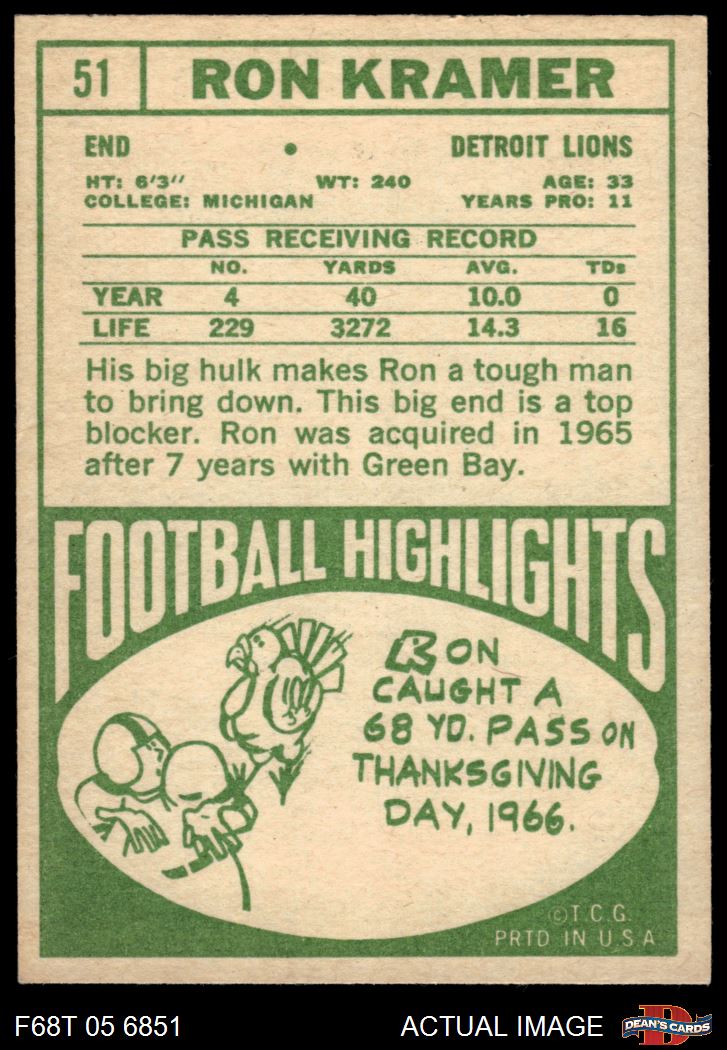 51 RON KRAMER
END • DETROIT LIONS
HT: 6'3" WT: 240 AGE: 33
COLLEGE: MICHIGAN YEARS PRO: 11
PASS RECEIVING RECORD
NO. YARDS AVG. TDs
YEAR 4 40 10.0 0
LIFE 229 3272 14.3 16
His big hulk makes Ron a tough man
to bring down. This big end is a top
blocker. Ron was acquired in 1965
after 7 years with Green Bay.
FOOTBALL HIGHLIGHTS
RON
CAUGHT A
68 YD. PASS ON
THANKSGIVING
DAY, 1966.
©T.C.G.
PRTD IN U.S.A
F68T 05 6851 ACTUAL IMAGE D DEAN'S CARDS